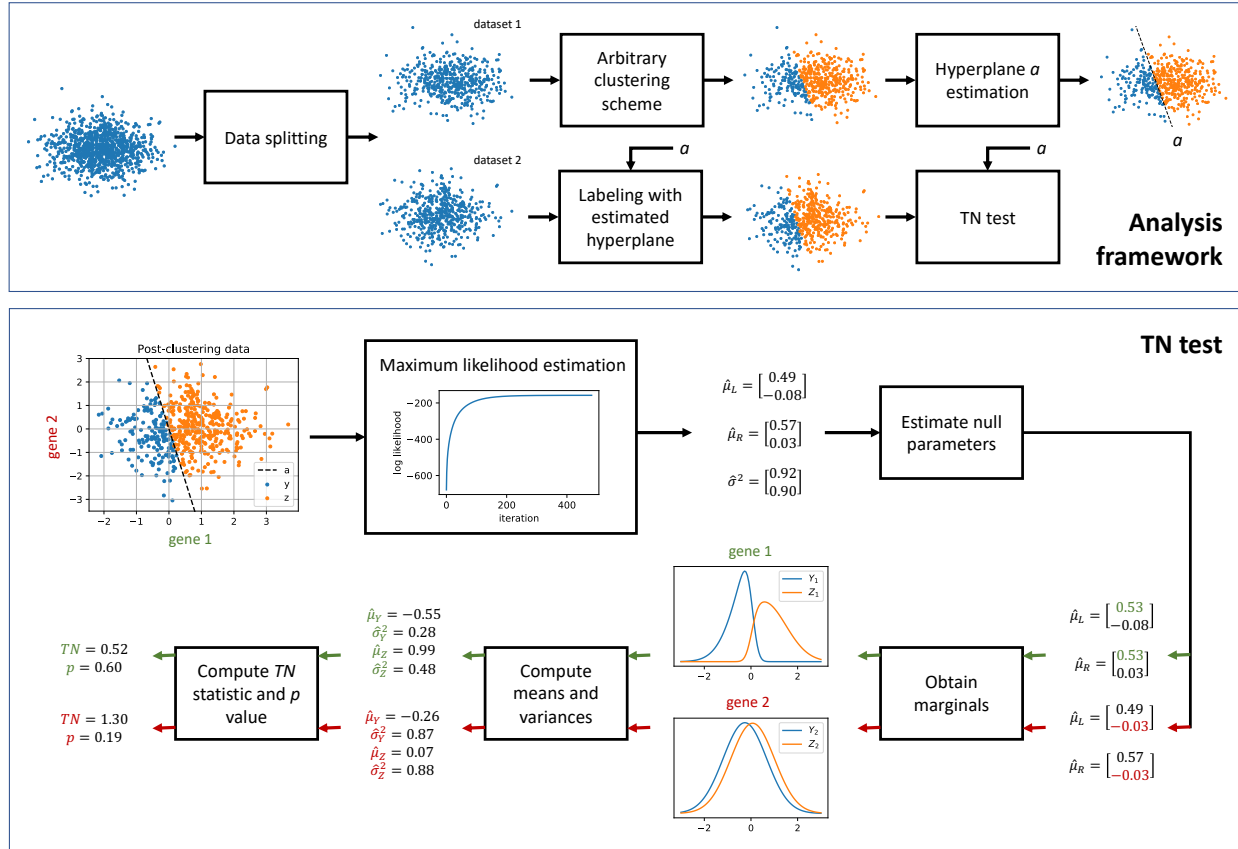 dataset 1
Data splitting
Arbitrary
clustering
scheme
Hyperplane a
estimation
a
dataset 2
a
Labeling with
estimated
hyperplane
a
TN test
Analysis
framework
TN test
Post-clustering data
gene 2
3
2
1
0
−1
−2
−3
a
y
z
−2 −1 0 1 2 3
gene 1
Maximum likelihood estimation
log likelihood
−200
−400
−600
0 200 400
iteration
μ̂_L = [0.49
−0.08]
μ̂_R = [0.57
0.03]
σ̂² = [0.92
0.90]
Estimate null
parameters
μ̂_L = [0.53
−0.08]
μ̂_R = [0.53
0.03]
μ̂_L = [0.49
−0.03]
μ̂_R = [0.57
−0.03]
Obtain
marginals
gene 1
Y₁
Z₁
−2 0 2
gene 2
Y₂
Z₂
−2 0 2
Compute
means and
variances
μ̂_Y = −0.55
σ̂²_Y = 0.28
μ̂_Z = 0.99
σ̂²_Z = 0.48
μ̂_Y = −0.26
σ̂²_Y = 0.87
μ̂_Z = 0.07
σ̂²_Z = 0.88
Compute TN
statistic and p
value
TN = 0.52
p = 0.60
TN = 1.30
p = 0.19